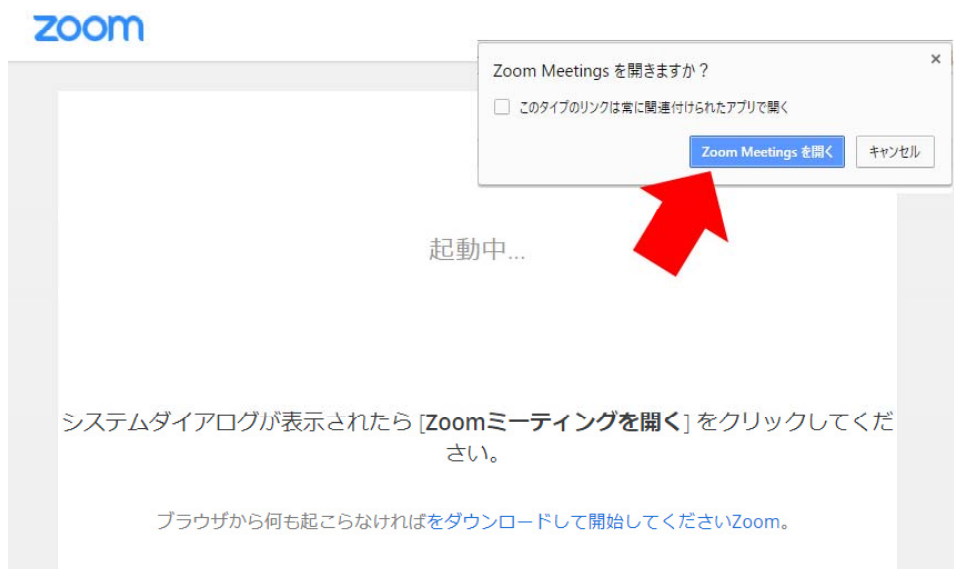 zoom
Zoom Meetings を開きますか？
×
このタイプのリンクは常に関連付けられたアプリで開く
Zoom Meetings を開く
キャンセル
起動中...
システムダイアログが表示されたら [Zoomミーティングを開く] をクリックしてくだ
さい。
ブラウザから何も起こらなければをダウンロードして開始してくださいZoom。